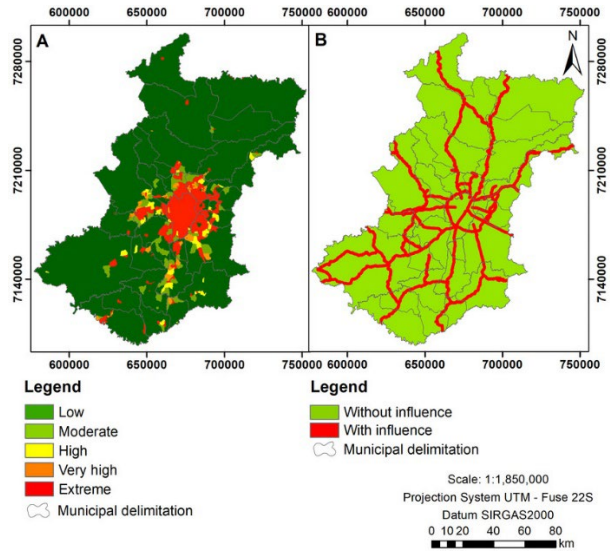 600000 650000 700000 750000 600000 650000 700000 750000
A
B
N
7280000
7280000
7210000
7210000
7140000
7140000
600000 650000 700000 750000
600000 650000 700000 750000
Legend
Low
Moderate
High
Very high
Extreme
Municipal delimitation
Legend
Without influence
With influence
Municipal delimitation
Scale: 1:1,850,000
Projection System UTM - Fuse 22S
Datum SIRGAS2000
0 10 20 40 60 80
km